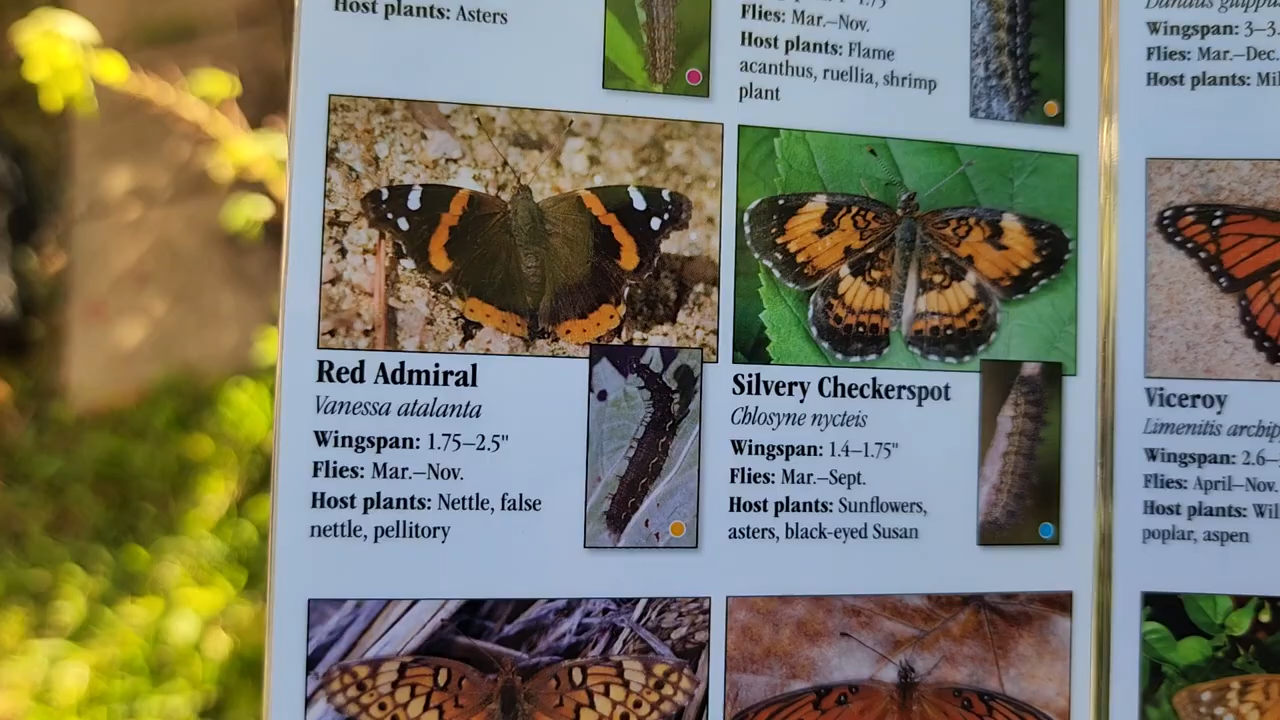 Host plants: Asters
Flies: Mar.–Nov.
Host plants: Flame
acanthus, ruellia, shrimp
plant
Wingspan: 3–3.
Flies: Mar.–Dec.
Host plants: Mil
Red Admiral
Vanessa atalanta
Wingspan: 1.75–2.5"
Flies: Mar.–Nov.
Host plants: Nettle, false
nettle, pellitory
Silvery Checkerspot
Chlosyne nycteis
Wingspan: 1.4–1.75"
Flies: Mar.–Sept.
Host plants: Sunflowers,
asters, black-eyed Susan
Viceroy
Limenitis archip
Wingspan: 2.6–
Flies: April–Nov.
Host plants: Wil
poplar, aspen